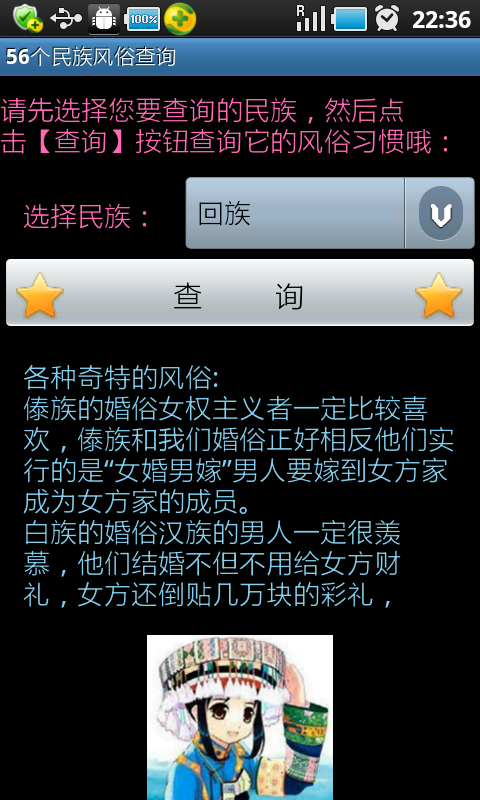 R
100%
22:36
56个民族风俗查询
请先选择您要查询的民族，然后点
击【查询】按钮查询它的风俗习惯哦：
选择民族：
回族
查 询
各种奇特的风俗:
傣族的婚俗女权主义者一定比较喜
欢，傣族和我们婚俗正好相反他们实
行的是“女婚男嫁”男人要嫁到女方家
成为女方家的成员。
白族的婚俗汉族的男人一定很羡
慕，他们结婚不但不用给女方财
礼，女方还倒贴几万块的彩礼，